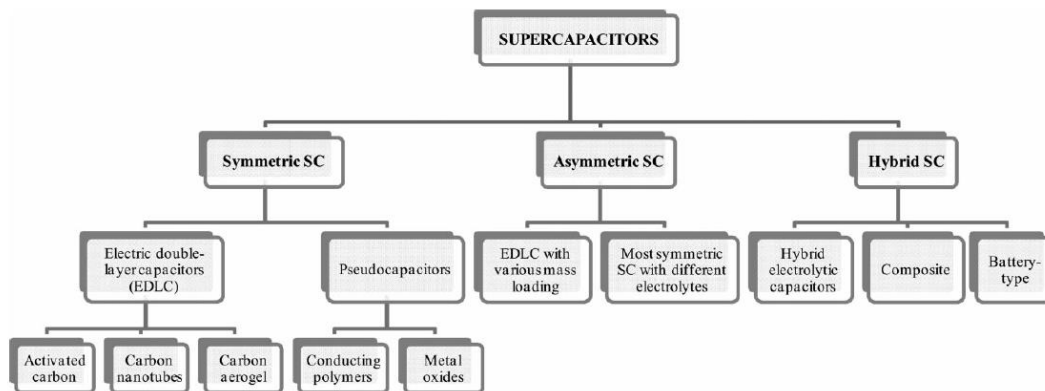 SUPERCAPACITORS
Symmetric SC
Asymmetric SC
Hybrid SC
Electric double-
layer capacitors
(EDLC)
Pseudocapacitors
EDLC with
various mass
loading
Most symmetric
SC with different
electrolytes
Hybrid
electrolytic
capacitors
Composite
Battery-
type
Activated
carbon
Carbon
nanotubes
Carbon
aerogel
Conducting
polymers
Metal
oxides